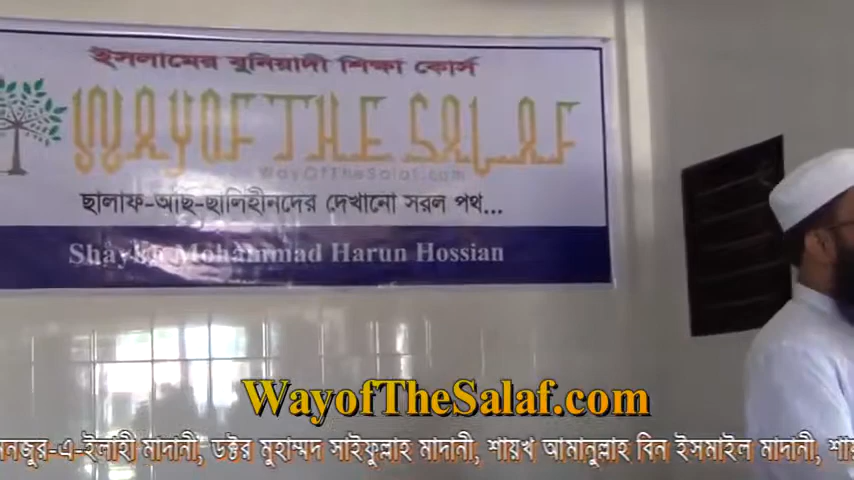 ইসলামের বুনিয়াদী শিক্ষা কোর্স
WAYOFTHESALAF
WayOfTheSalaf.com
ছালাফ-আছ-ছালিহীনদের দেখানো সরল পথ...
Shaykh Mohammad Harun Hossian
WayofTheSalaf.com
মনজুর-এ-ইলাহী মাদানী, ডক্টর মুহাম্মদ সাইফুল্লাহ মাদানী, শায়খ আমানুল্লাহ বিন ইসমাইল মাদানী,